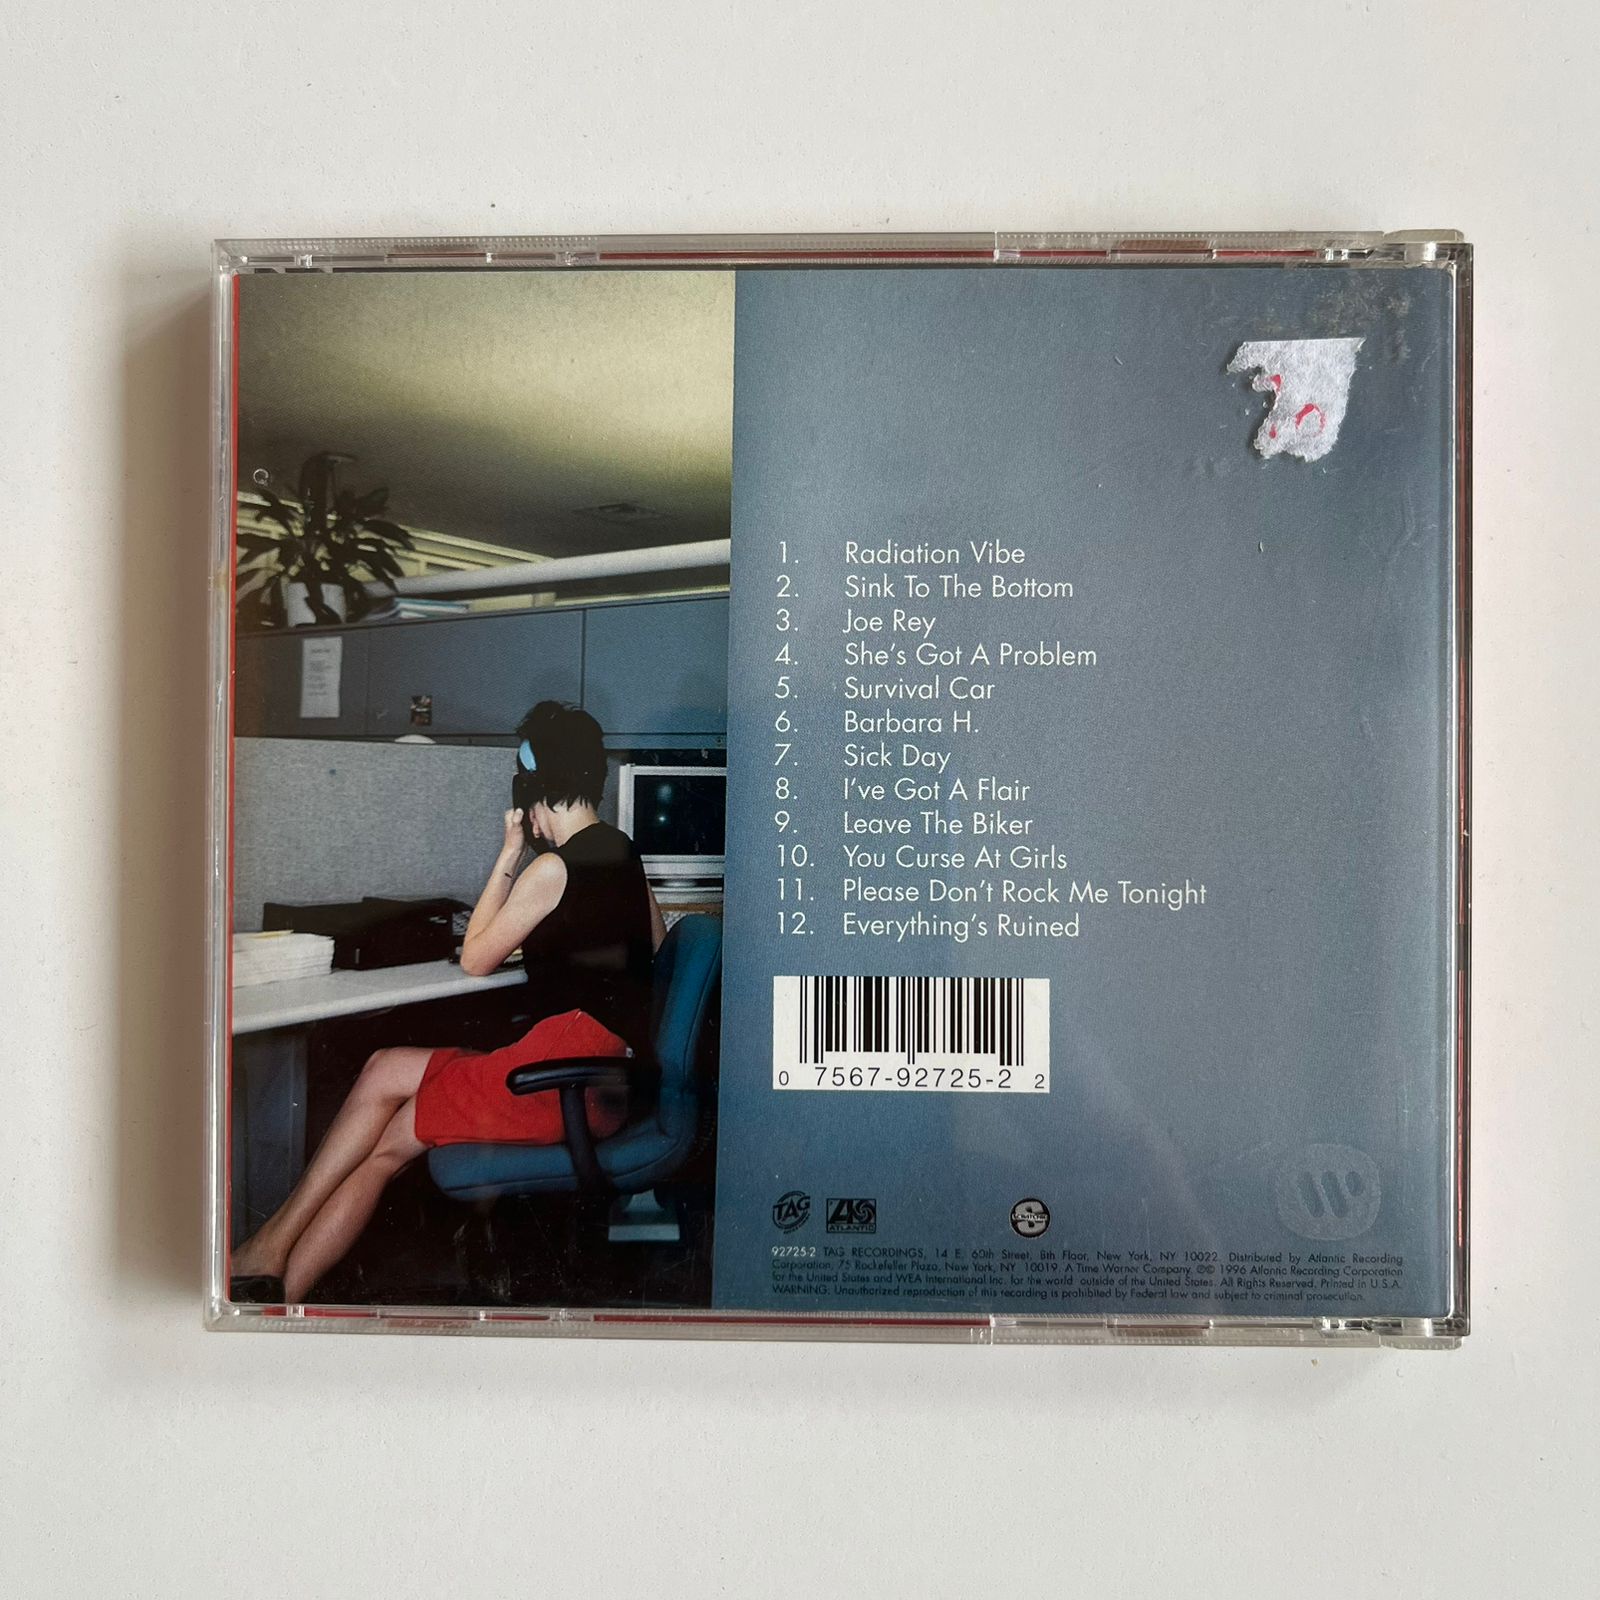 1. Radiation Vibe
2. Sink To The Bottom
3. Joe Rey
4. She's Got A Problem
5. Survival Car
6. Barbara H.
7. Sick Day
8. I've Got A Flair
9. Leave The Biker
10. You Curse At Girls
11. Please Don't Rock Me Tonight
12. Everything's Ruined
0 7567-92725-2 2
TAG
ATLANTIC
92725-2 TAG RECORDINGS, 14 E. 60th Street, 8th Floor, New York, NY 10022. Distributed by Atlantic Recording
Corporation, 75 Rockefeller Plaza, New York, NY 10019. A Time Warner Company. ℗© 1996 Atlantic Recording Corporation
for the United States and WEA International Inc. for the world outside of the United States. All Rights Reserved. Printed in U.S.A.
WARNING: Unauthorized reproduction of this recording is prohibited by Federal law and subject to criminal prosecution.